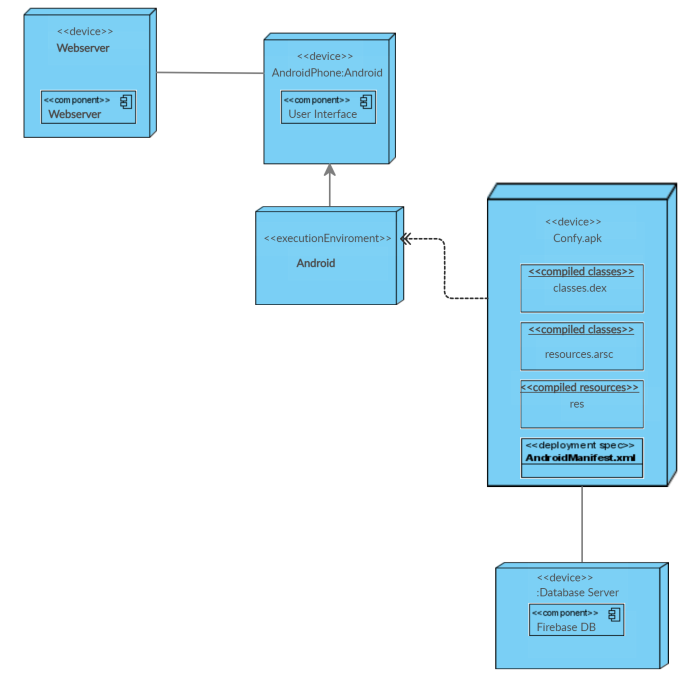 <<device>>
Webserver
<<component>>
Webserver
<<device>>
AndroidPhone:Android
<<component>>
User Interface
<<executionEnviroment>>
Android
<<device>>
Confy.apk
<<compiled classes>>
classes.dex
<<compiled classes>>
resources.arsc
<<compiled resources>>
res
<<deployment spec>>
AndroidManifest.xml
<<device>>
:Database Server
<<component>>
Firebase DB